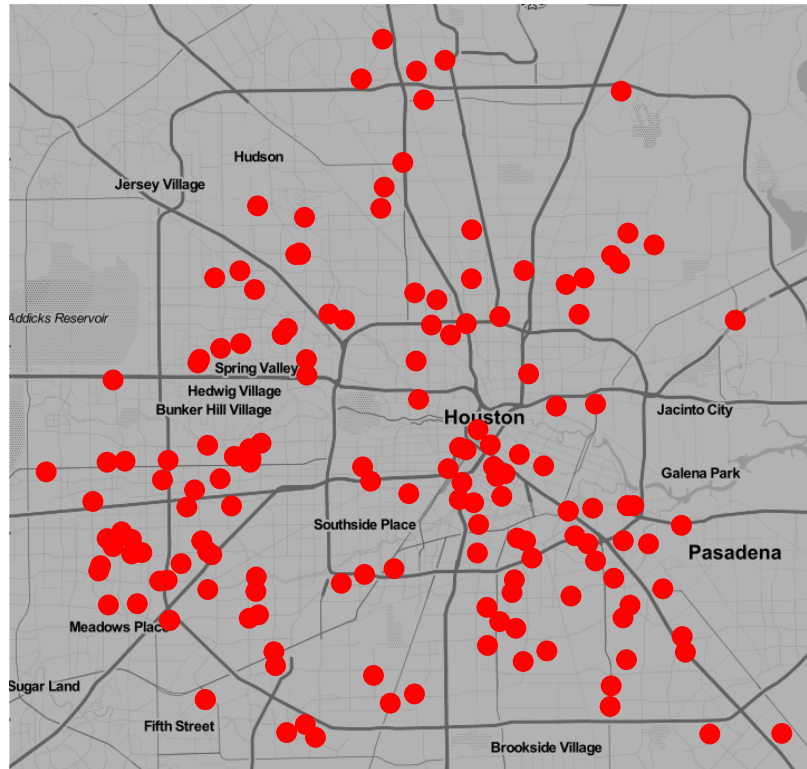 Hudson
Jersey Village
Addicks Reservoir
Spring Valley
Hedwig Village
Bunker Hill Village
Houston
Jacinto City
Galena Park
Southside Place
Pasadena
Meadows Place
Sugar Land
Fifth Street
Brookside Village